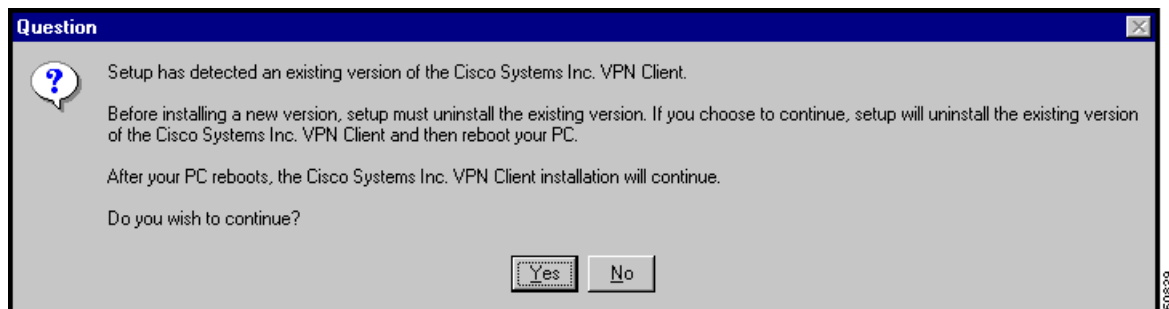 Question
Setup has detected an existing version of the Cisco Systems Inc. VPN Client.
Before installing a new version, setup must uninstall the existing version. If you choose to continue, setup will uninstall the existing version
of the Cisco Systems Inc. VPN Client and then reboot your PC.
After your PC reboots, the Cisco Systems Inc. VPN Client installation will continue.
Do you wish to continue?
Yes No